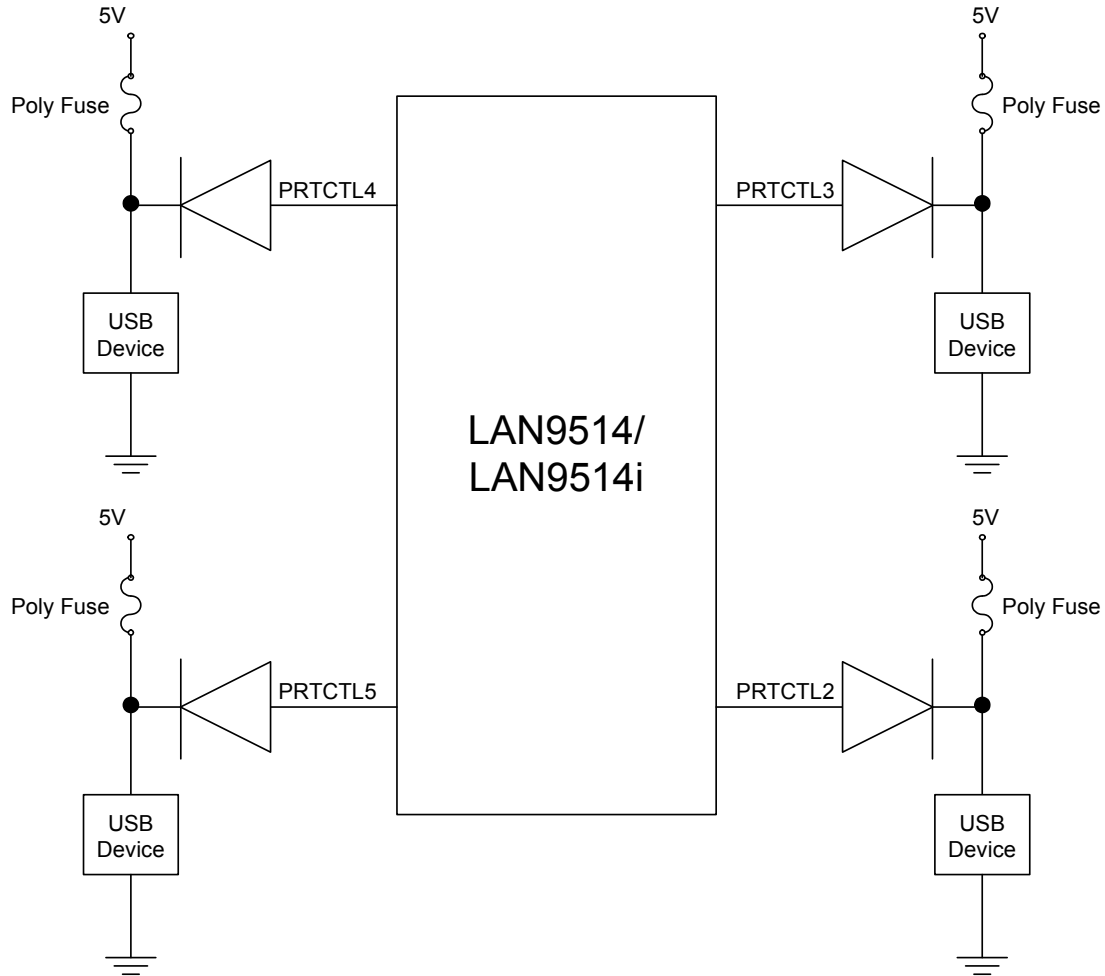 5V
5V
Poly Fuse
Poly Fuse
PRTCTL4
PRTCTL3
USB
Device
USB
Device
LAN9514/
LAN9514i
5V
5V
Poly Fuse
Poly Fuse
PRTCTL5
PRTCTL2
USB
Device
USB
Device